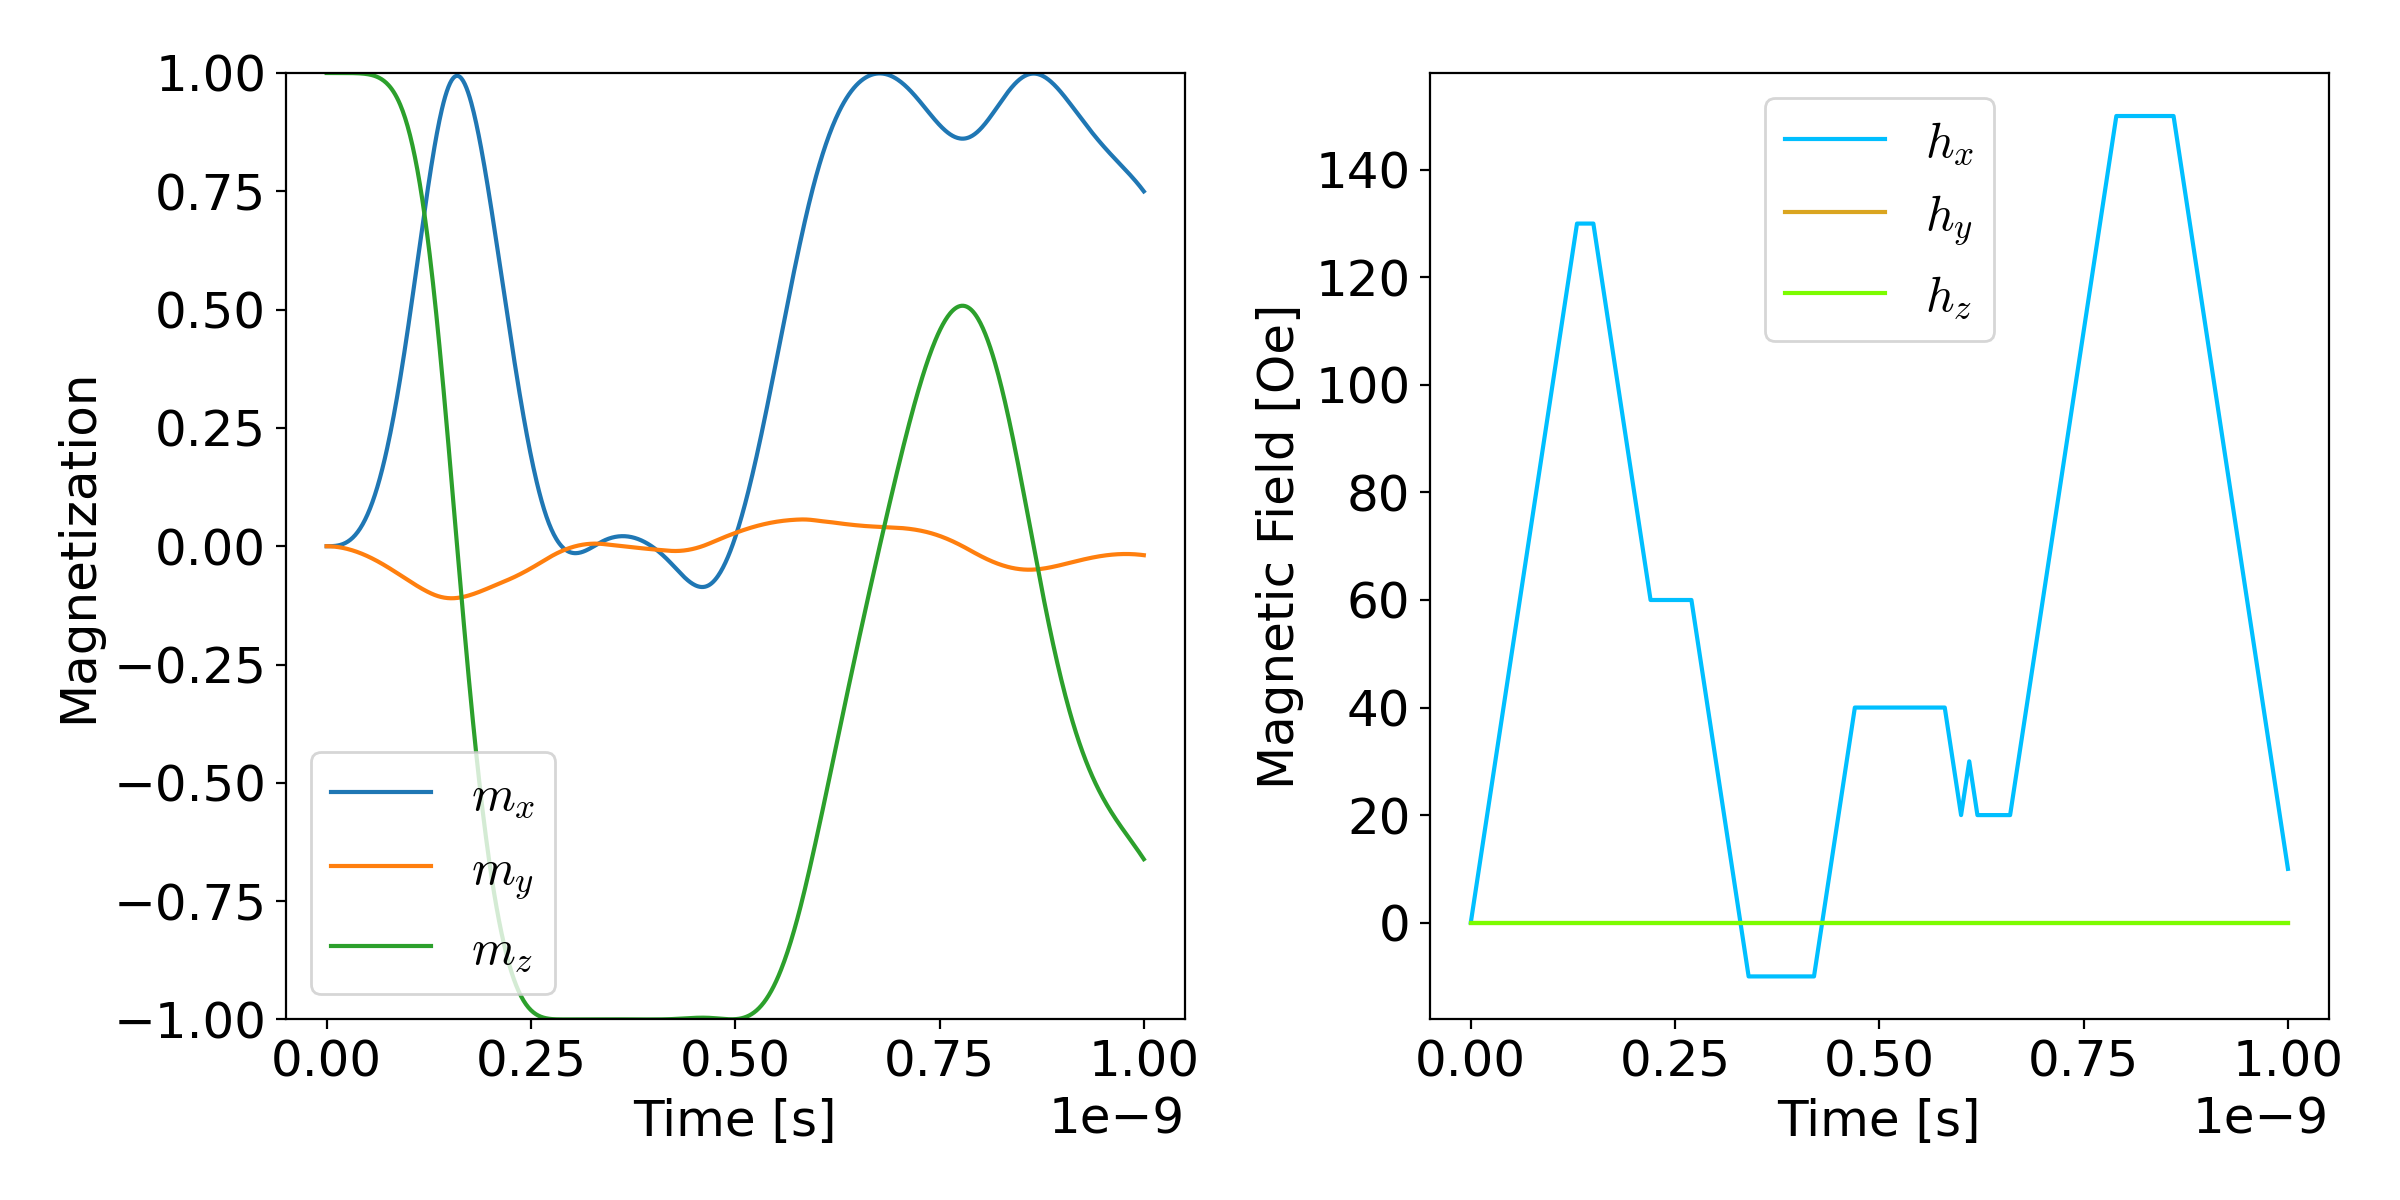 Magnetization
1.00
0.75
0.50
0.25
0.00
−0.25
−0.50
−0.75
−1.00
m_x
m_y
m_z
0.00 0.25 0.50 0.75 1.00
Time [s]
1e−9
Magnetic Field [Oe]
140
120
100
80
60
40
20
0
h_x
h_y
h_z
0.00 0.25 0.50 0.75 1.00
Time [s]
1e−9